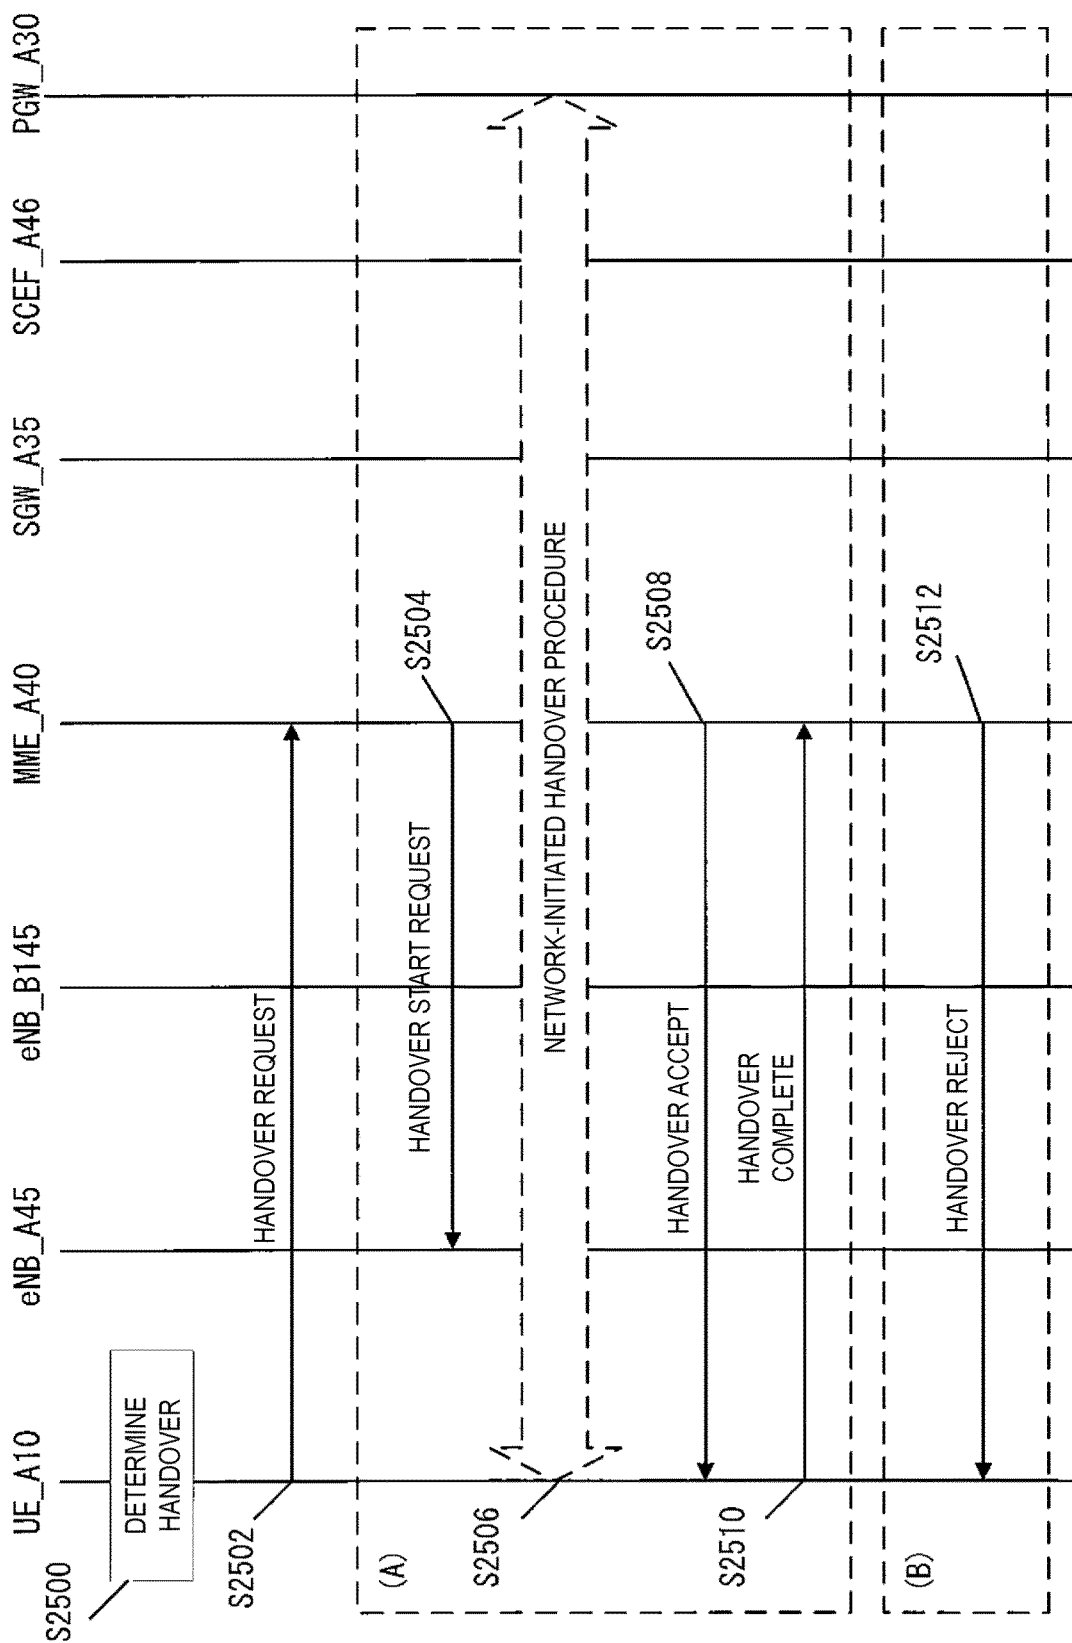 UE_A10
eNB_A45
eNB_B145
MME_A40
SGW_A35
SCEF_A46
PGW_A30
S2500
DETERMINE
HANDOVER
S2502
HANDOVER REQUEST
(A)
HANDOVER START REQUEST
S2504
S2506
NETWORK-INITIATED HANDOVER PROCEDURE
HANDOVER ACCEPT
S2508
S2510
HANDOVER
COMPLETE
(B)
HANDOVER REJECT
S2512